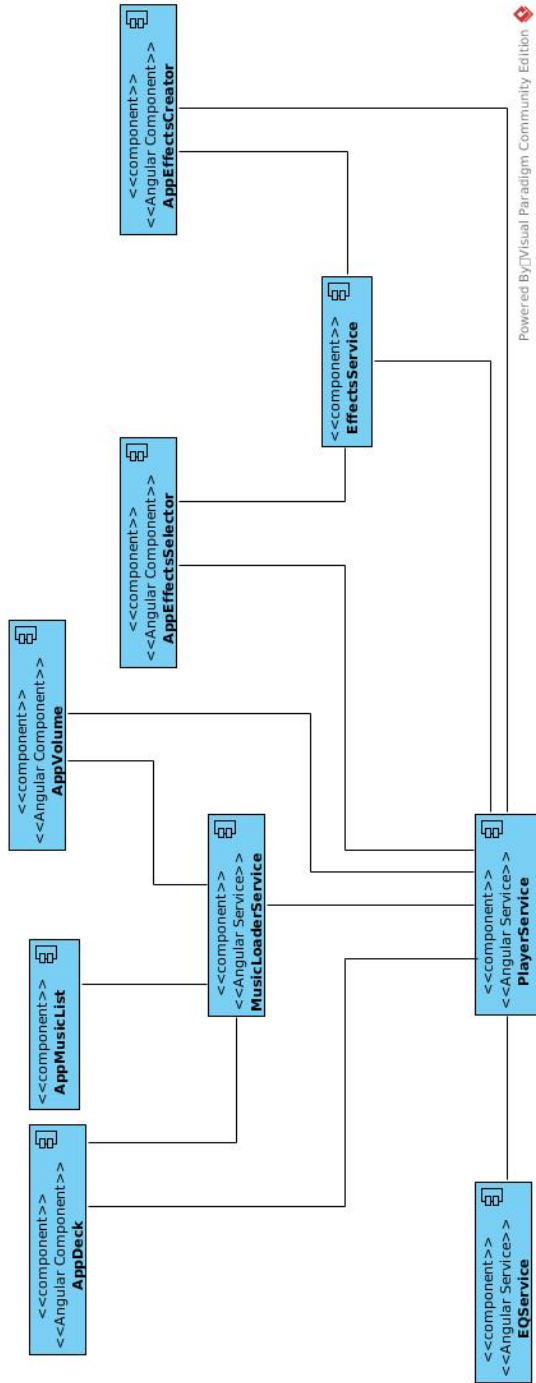 <<component>>
<<Angular Component>>
AppVolume
<<component>>
<<Angular Component>>
AppDeck
<<component>>
AppMusicList
<<component>>
<<Angular Component>>
AppEffectsSelector
<<component>>
<<Angular Component>>
AppEffectsCreator
<<component>>
<<Angular Service>>
MusicLoaderService
<<component>>
EffectsService
<<component>>
<<Angular Service>>
EQService
<<component>>
<<Angular Service>>
PlayerService
Powered By□Visual Paradigm Community Edition